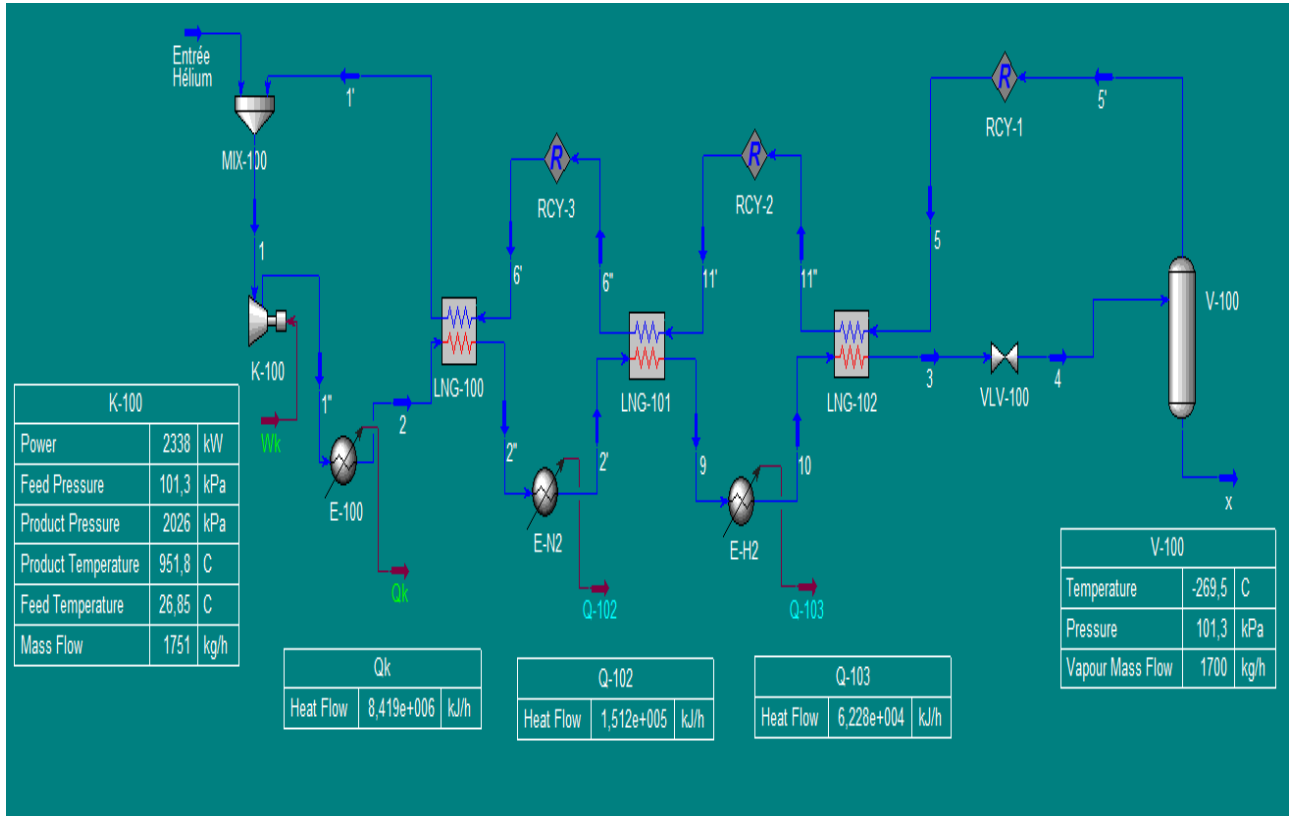 Entrée
Hélium
MIX-100
1'
1
K-100
Wk
1"
E-100
Qk
2
LNG-100
6'
RCY-3
6"
2"
E-N2
Q-102
2'
LNG-101
11'
RCY-2
11"
9
E-H2
Q-103
10
LNG-102
5
RCY-1
5'
3
VLV-100
4
V-100
x
K-100
Power 2338 kW
Feed Pressure 101,3 kPa
Product Pressure 2026 kPa
Product Temperature 951,8 C
Feed Temperature 26,85 C
Mass Flow 1751 kg/h
Qk
Heat Flow 8,419e+006 kJ/h
Q-102
Heat Flow 1,512e+005 kJ/h
Q-103
Heat Flow 6,228e+004 kJ/h
V-100
Temperature -269,5 C
Pressure 101,3 kPa
Vapour Mass Flow 1700 kg/h
R
R
R